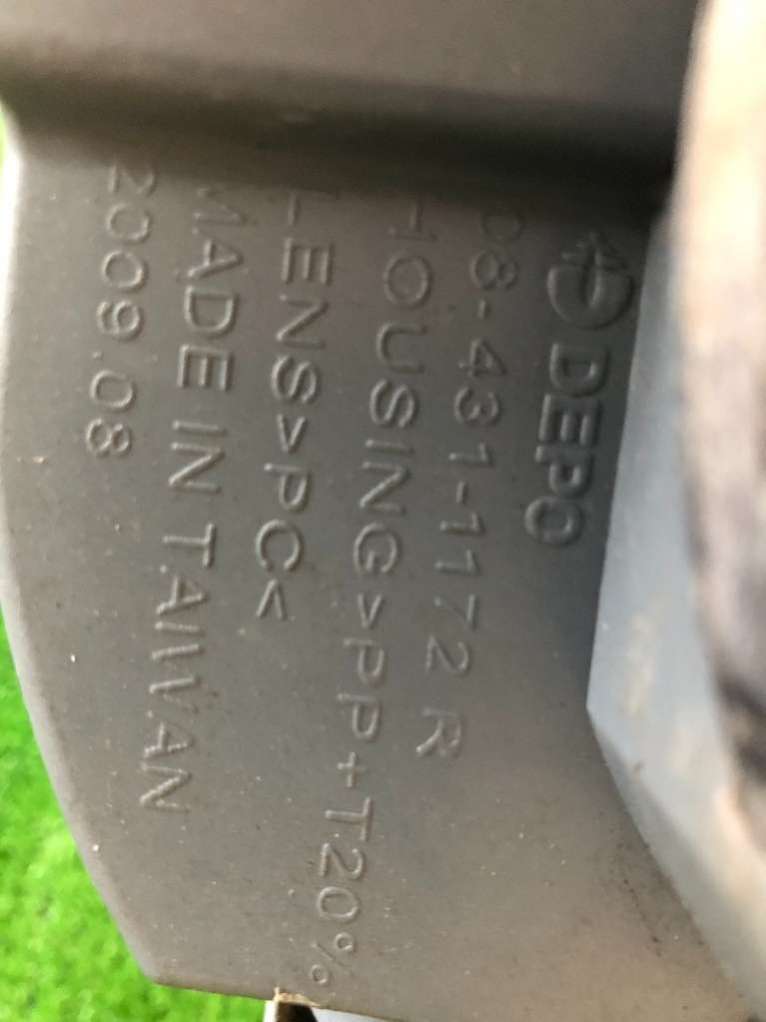 DEPO
08-431-1172 R
HOUSING>PP+T20%
LENS>PC<
MADE IN TAIWAN
2009.08